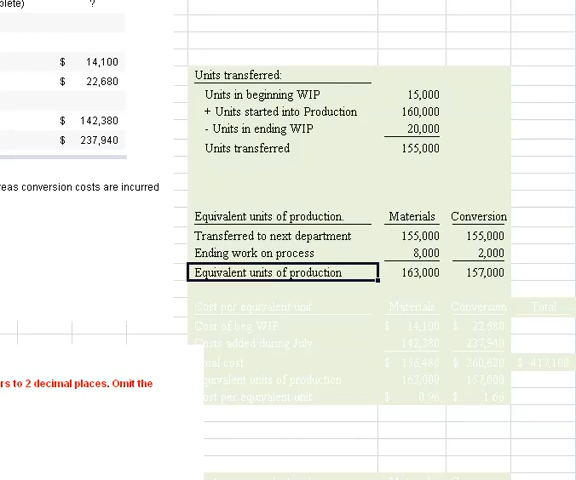 plete) ?
$ 14,100
$ 22,680
$ 142,380
$ 237,940
eas conversion costs are incurred
rs to 2 decimal places. Omit the
Units transferred:
Units in beginning WIP 15,000
+ Units started into Production 160,000
- Units in ending WIP 20,000
Units transferred 155,000
Equivalent units of production. Materials Conversion
Transferred to next department 155,000 155,000
Ending work on process 8,000 2,000
Equivalent units of production 163,000 157,000
Cost per equivalent unit Materials Conversion Total
Cost of beg WIP $ 14,100 $ 22,680
Costs added during July 142,380 237,940
otal cost $ 156,480 $ 260,620 $ 417,100
quivalent units of production 163,000 157,000
ost per equivalent unit $ 0.96 $ 1.66